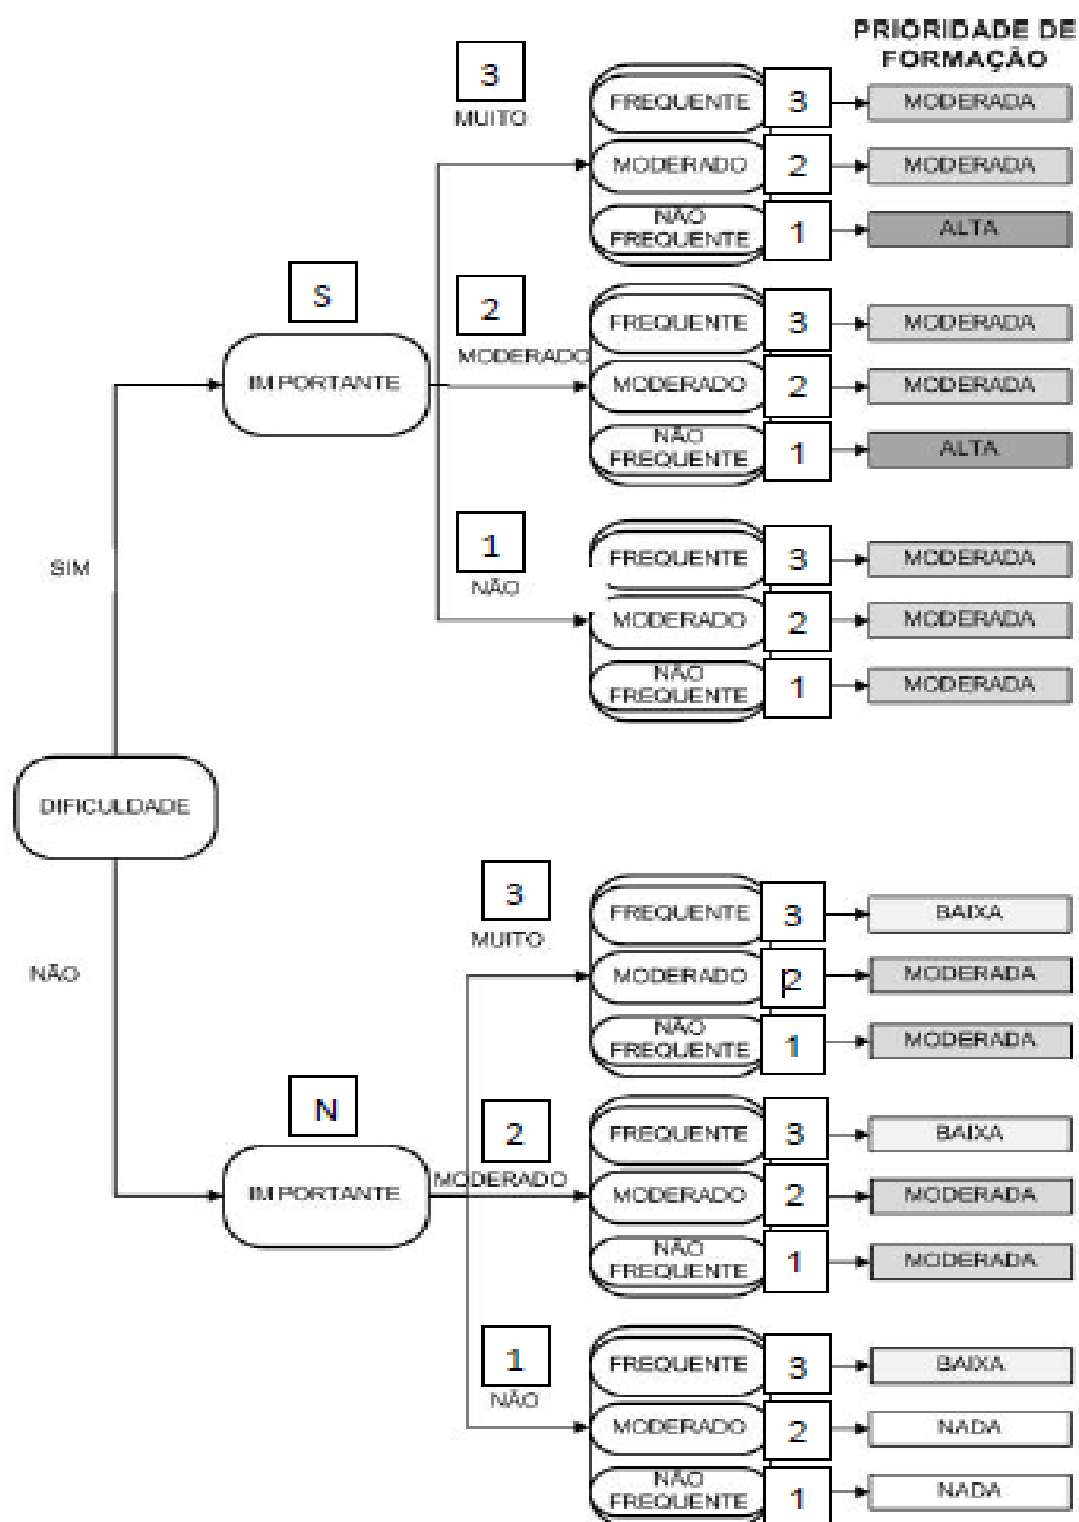 PRIORIDADE DE
FORMAÇÃO
3
MUITO
FREQUENTE 3 MODERADA
MODERADO 2 MODERADA
NÃO
FREQUENTE 1 ALTA
S
IMPORTANTE
2
MODERADO
FREQUENTE 3 MODERADA
MODERADO 2 MODERADA
NÃO
FREQUENTE 1 ALTA
1
NÃO
FREQUENTE 3 MODERADA
MODERADO 2 MODERADA
NÃO
FREQUENTE 1 MODERADA
SIM
DIFICULDADE
NÃO
3
MUITO
FREQUENTE 3 BAIXA
MODERADO 2 MODERADA
NÃO
FREQUENTE 1 MODERADA
N
IMPORTANTE
2
MODERADO
FREQUENTE 3 BAIXA
MODERADO 2 MODERADA
NÃO
FREQUENTE 1 MODERADA
1
NÃO
FREQUENTE 3 BAIXA
MODERADO 2 NADA
NÃO
FREQUENTE 1 NADA